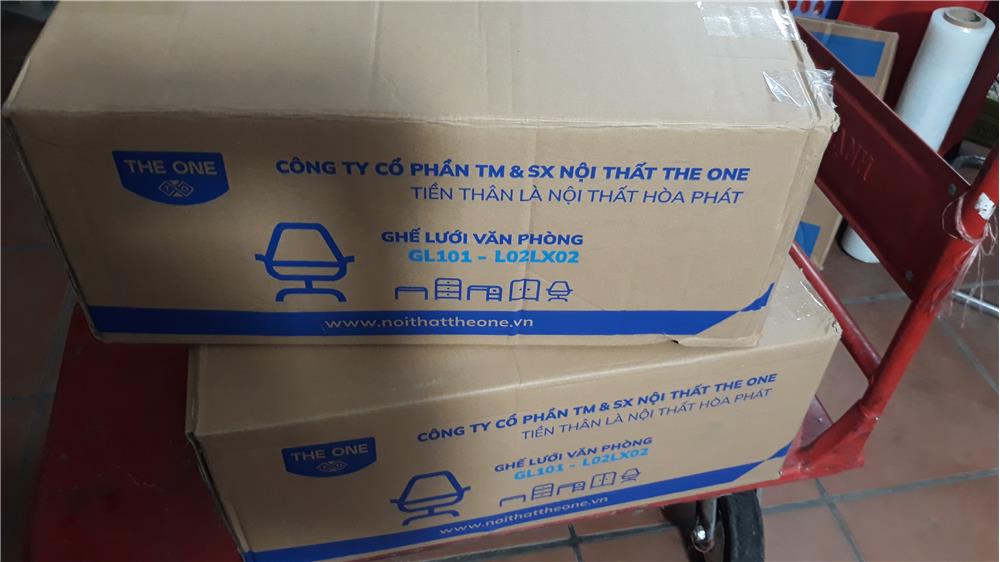 THE ONE
CÔNG TY CỔ PHẦN TM & SX NỘI THẤT THE ONE
TIỀN THÂN LÀ NỘI THẤT HÒA PHÁT
GHẾ LƯỚI VĂN PHÒNG
GL101 - L02LX02
www.noithattheone.vn
THE ONE
CÔNG TY CỔ PHẦN TM & SX NỘI THẤT THE ONE
TIỀN THÂN LÀ NỘI THẤT HÒA PHÁT
GHẾ LƯỚI VĂN PHÒNG
GL101 - L02LX02
www.noithattheone.vn